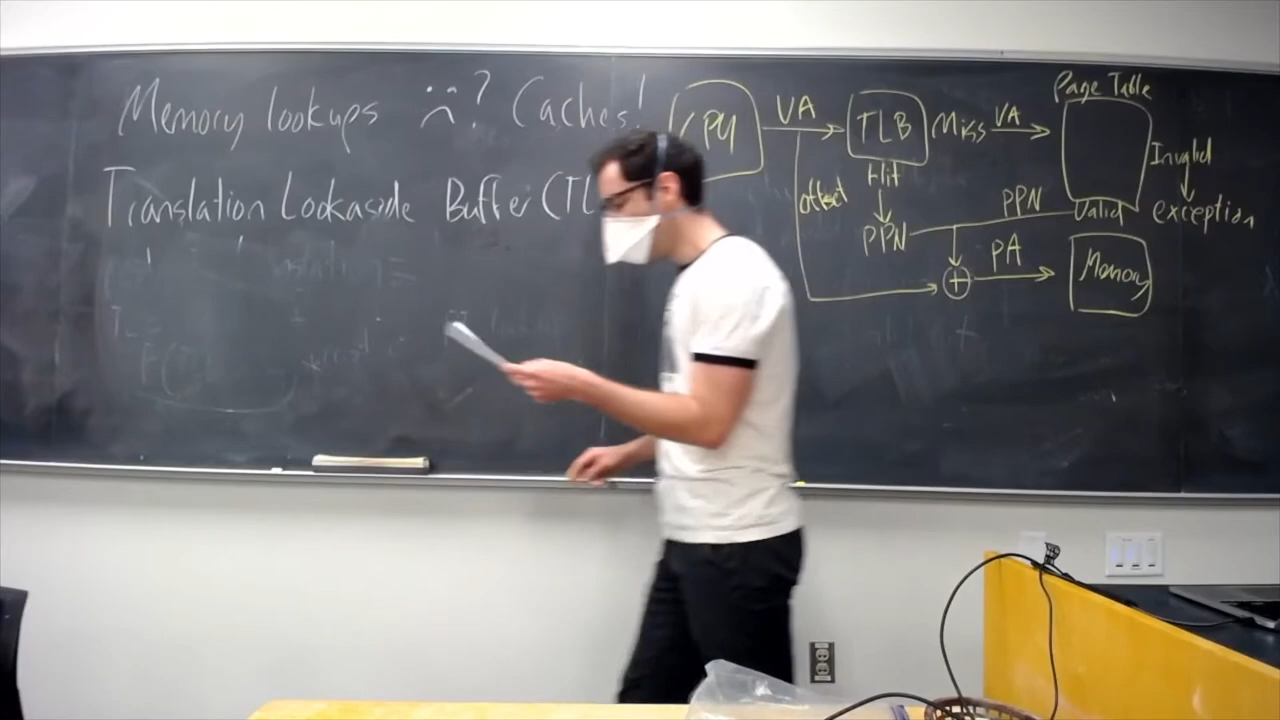 Memory lookups :( ? Caches!
Translation Lookaside Buffer (TL
CPU VA TLB Miss VA Page Table
Hit
offset
PPN
PPN
Valid
Invalid
exception
PA
+
Memory